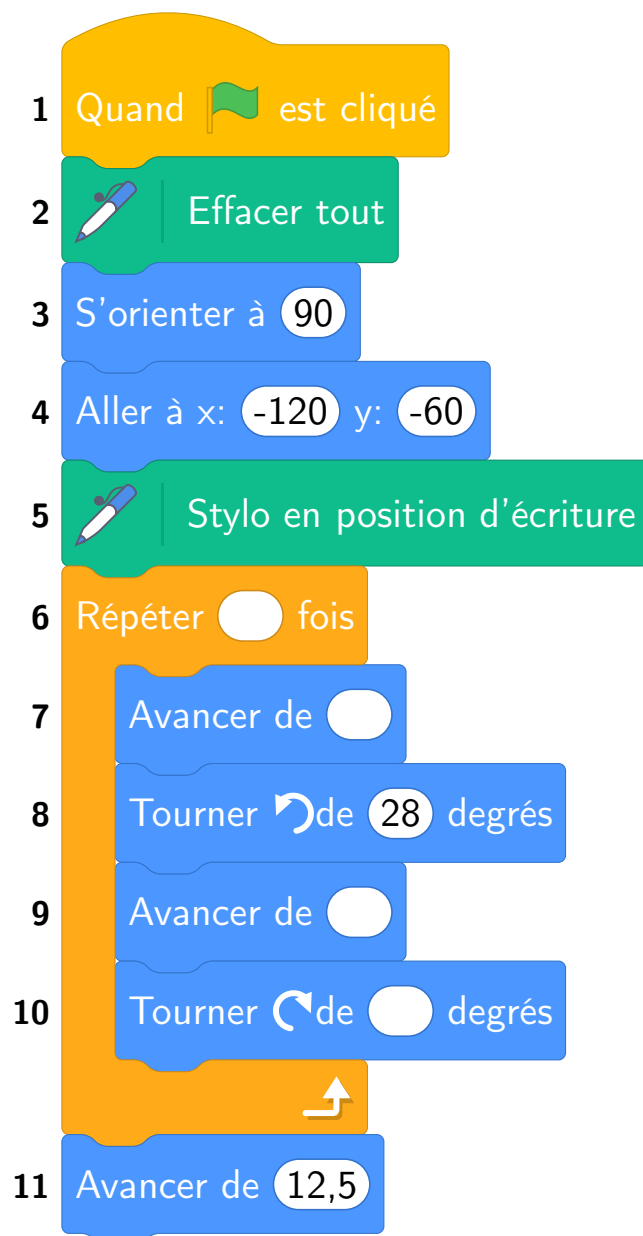 1 Quand est cliqué
2 Effacer tout
3 S'orienter à 90
4 Aller à x: -120 y: -60
5 Stylo en position d'écriture
6 Répéter fois
7 Avancer de
8 Tourner de 28 degrés
9 Avancer de
10 Tourner de degrés
11 Avancer de 12,5